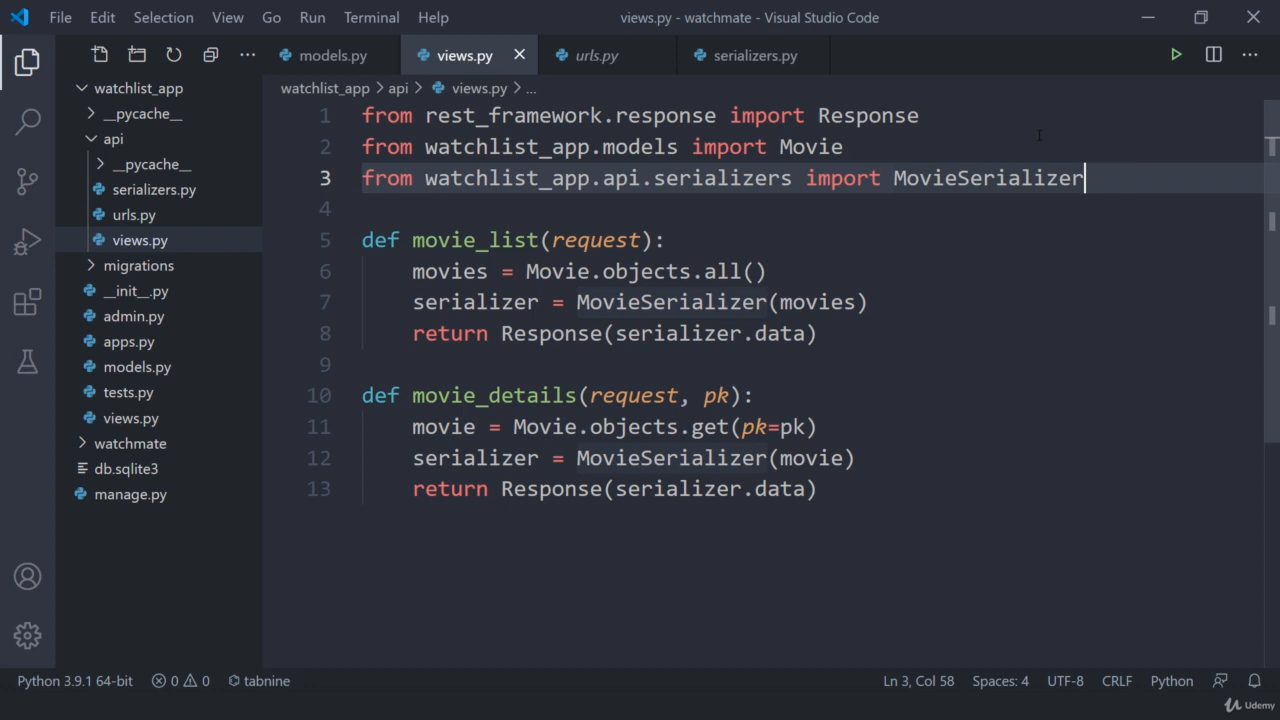 File Edit Selection View Go Run Terminal Help views.py - watchmate - Visual Studio Code
models.py views.py urls.py serializers.py
watchlist_app > api > views.py > ...
watchlist_app
__pycache__
api
__pycache__
serializers.py
urls.py
views.py
migrations
__init__.py
admin.py
apps.py
models.py
tests.py
views.py
watchmate
db.sqlite3
manage.py
1 from rest_framework.response import Response
2 from watchlist_app.models import Movie
3 from watchlist_app.api.serializers import MovieSerializer
4
5 def movie_list(request):
6     movies = Movie.objects.all()
7     serializer = MovieSerializer(movies)
8     return Response(serializer.data)
9
10 def movie_details(request, pk):
11     movie = Movie.objects.get(pk=pk)
12     serializer = MovieSerializer(movie)
13     return Response(serializer.data)
Python 3.9.1 64-bit 0 0 tabnine Ln 3, Col 58 Spaces: 4 UTF-8 CRLF Python
Udemy